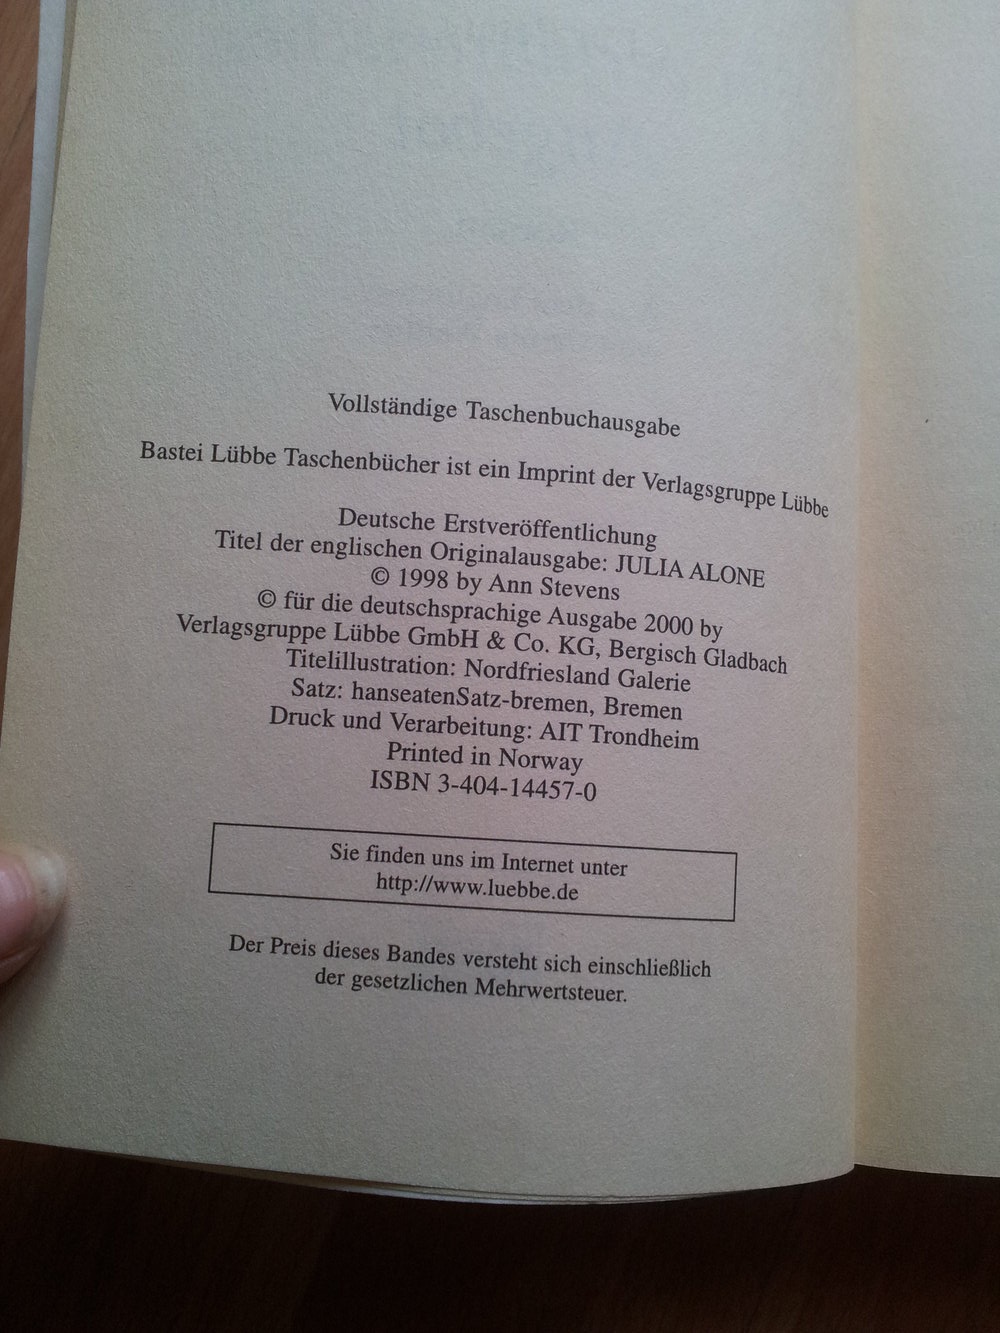 Vollständige Taschenbuchausgabe
Bastei Lübbe Taschenbücher ist ein Imprint der Verlagsgruppe Lübbe
Deutsche Erstveröffentlichung
Titel der englischen Originalausgabe: JULIA ALONE
© 1998 by Ann Stevens
© für die deutschsprachige Ausgabe 2000 by
Verlagsgruppe Lübbe GmbH & Co. KG, Bergisch Gladbach
Titelillustration: Nordfriesland Galerie
Satz: hanseatenSatz-bremen, Bremen
Druck und Verarbeitung: AIT Trondheim
Printed in Norway
ISBN 3-404-14457-0
Sie finden uns im Internet unter
http://www.luebbe.de
Der Preis dieses Bandes versteht sich einschließlich
der gesetzlichen Mehrwertsteuer.